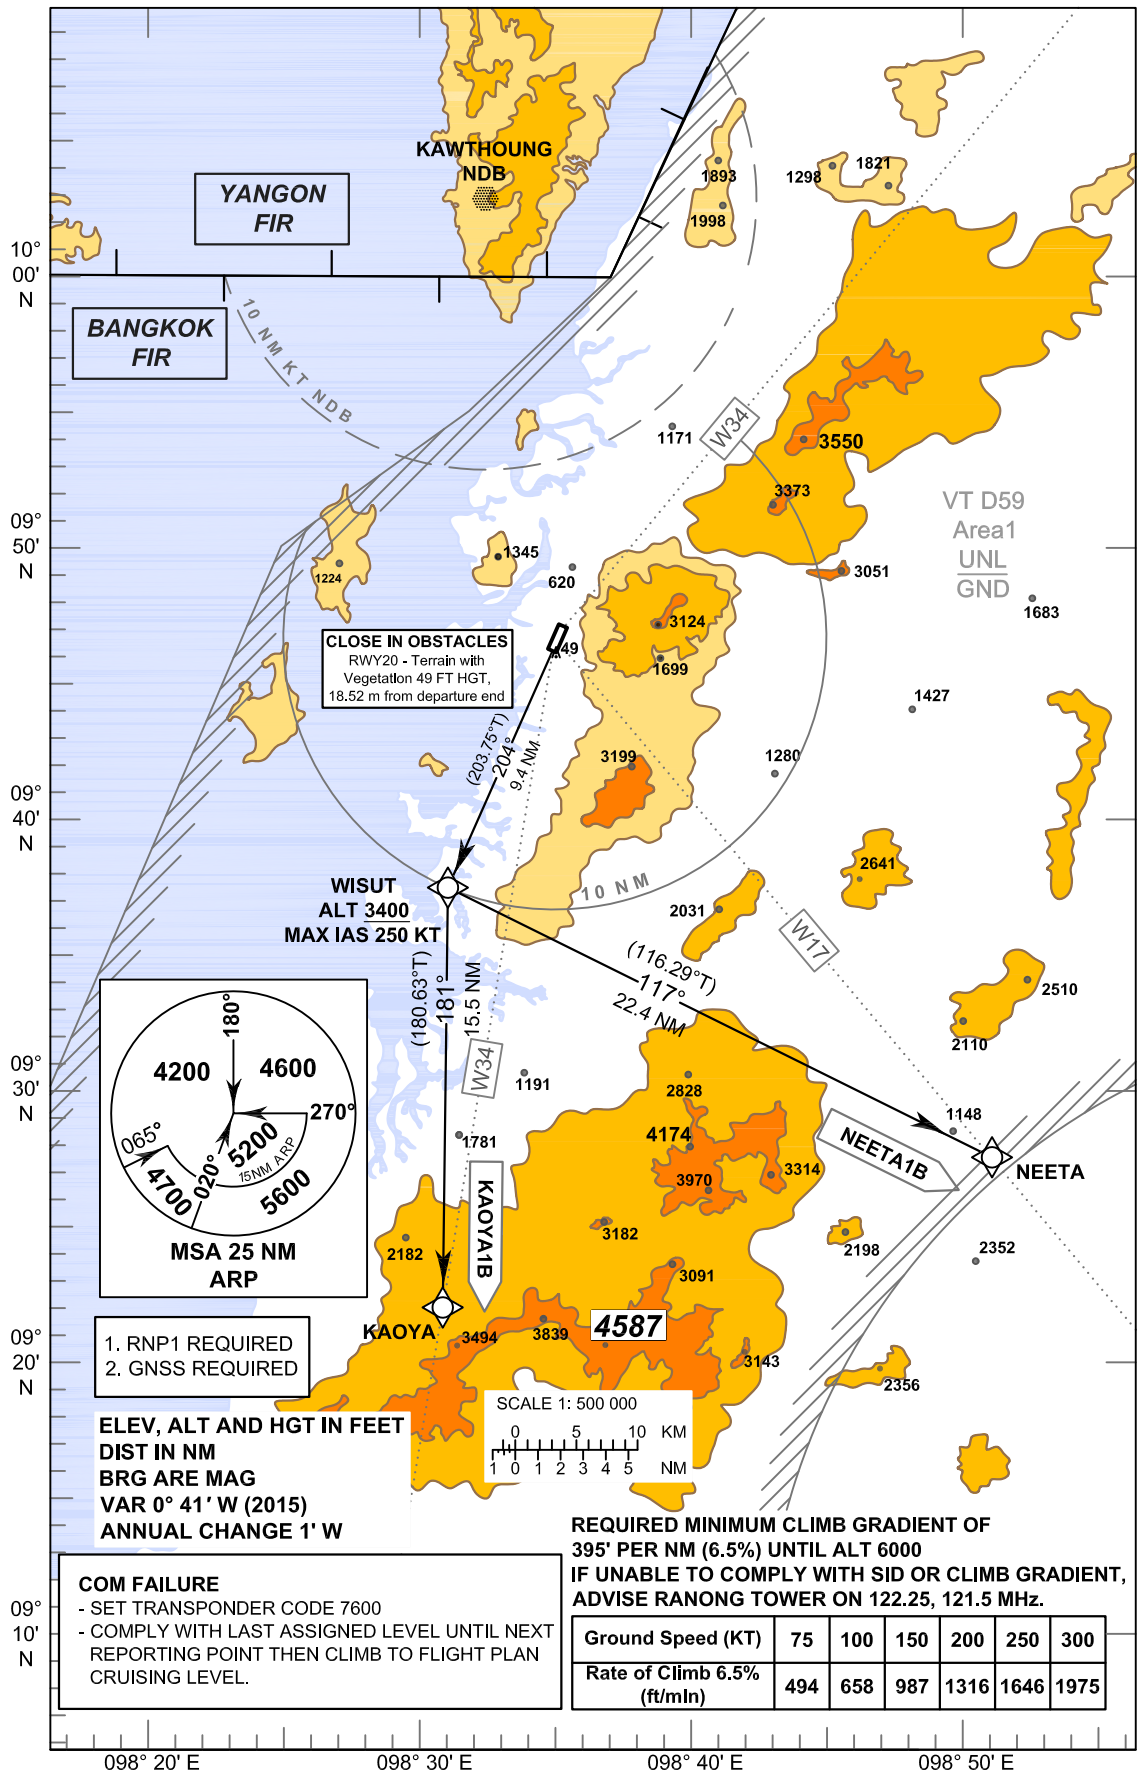 KAWTHOUNG
NDB
YANGON
FIR
1893
1998
1298
1821
10°
00'
N
BANGKOK
FIR
10 NM KT NDB
1171
W34
3550
3373
VT D59
Area1
UNL
GND
09°
50'
N
1345
1224
620
3051
1683
CLOSE IN OBSTACLES
RWY20 - Terrain with
Vegetation 49 FT HGT,
18.52 m from departure end
49
3124
1699
1427
(203.75°T)
204°
9.4 NM
3199
1280
09°
40'
N
2641
WISUT
ALT 3400
MAX IAS 250 KT
10 NM
2031
W17
(116.29°T)
117°
22.4 NM
(180.63°T)
181°
15.5 NM
W34
2510
2110
180°
4200
4600
270°
065°
020°
5200
15NM ARP
4700
5600
MSA 25 NM
ARP
09°
30'
N
1191
2828
1148
1781
4174
NEETA1B
NEETA
3970
3314
KAOYA1B
2182
3182
2198
2352
3091
KAOYA
3494
3839
4587
3143
2356
09°
20'
N
1. RNP1 REQUIRED
2. GNSS REQUIRED
SCALE 1: 500 000
0 5 10 KM
1 0 1 2 3 4 5 NM
ELEV, ALT AND HGT IN FEET
DIST IN NM
BRG ARE MAG
VAR 0° 41' W (2015)
ANNUAL CHANGE 1' W
REQUIRED MINIMUM CLIMB GRADIENT OF
395' PER NM (6.5%) UNTIL ALT 6000
IF UNABLE TO COMPLY WITH SID OR CLIMB GRADIENT,
ADVISE RANONG TOWER ON 122.25, 121.5 MHz.
COM FAILURE
- SET TRANSPONDER CODE 7600
- COMPLY WITH LAST ASSIGNED LEVEL UNTIL NEXT
REPORTING POINT THEN CLIMB TO FLIGHT PLAN
CRUISING LEVEL.
09°
10'
N
Ground Speed (KT) 75 100 150 200 250 300
Rate of Climb 6.5%
(ft/min) 494 658 987 1316 1646 1975
098° 20' E
098° 30' E
098° 40' E
098° 50' E